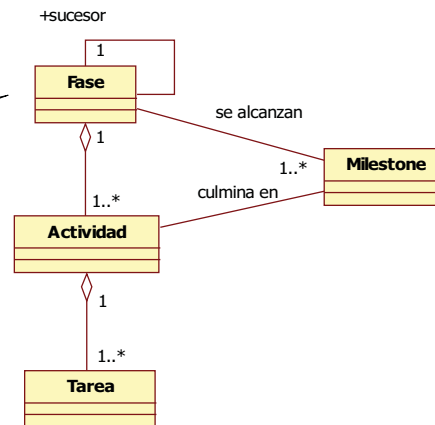 +sucesor
1
Fase
se alcanzan
1
1..*
Milestone
culmina en
1..*
Actividad
1
1..*
Tarea